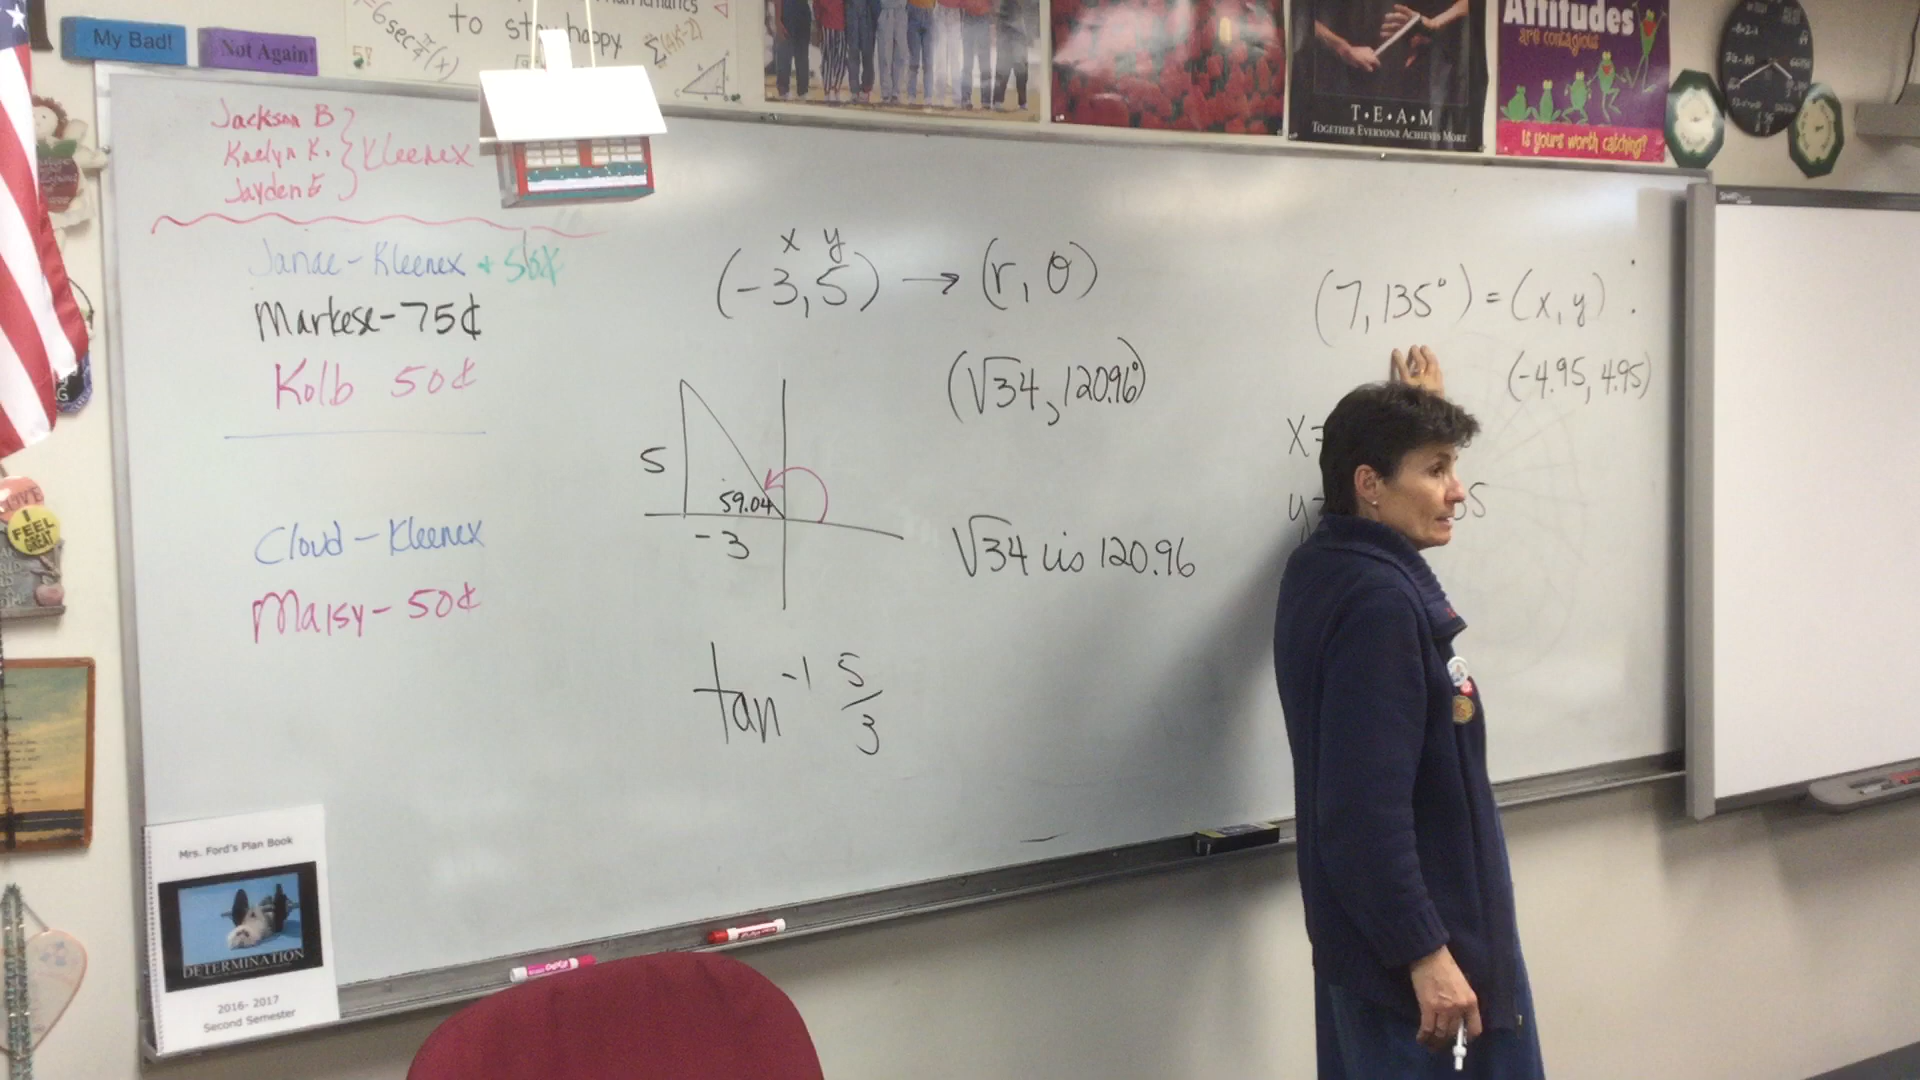 My Bad!
Not Again!
to stay happy
T•E•A•M
TOGETHER EVERYONE ACHIEVES MORE
Attitudes
are contagious
Is yours worth catching?
Jackson B
Kaelyn K.
Jayden E
Kleenex
Janae - Kleenex + 50¢
Markese - 75¢
Kolb 50¢
Cloud - Kleenex
Maisy - 50¢
x y
(-3, 5) → (r, θ)
(√34, 120.96°)
5
59.04
-3
√34 cis 120.96
tan⁻¹ 5/3
(7, 135°) = (x, y)
(-4.95, 4.95)
x=
y=
I FEEL GREAT
Mrs. Ford's Plan Book
DETERMINATION
2016- 2017
Second Semester